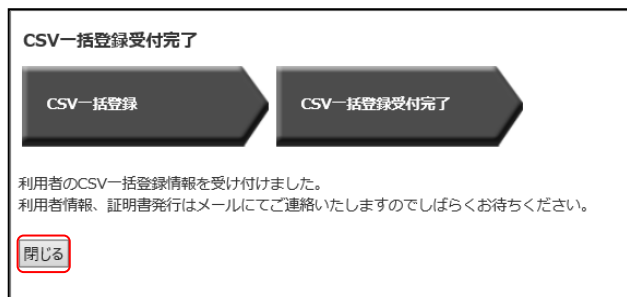 CSV一括登録受付完了
CSV一括登録
CSV一括登録受付完了
利用者のCSV一括登録情報を受け付けました。
利用者情報、証明書発行はメールにてご連絡いたしますのでしばらくお待ちください。
閉じる